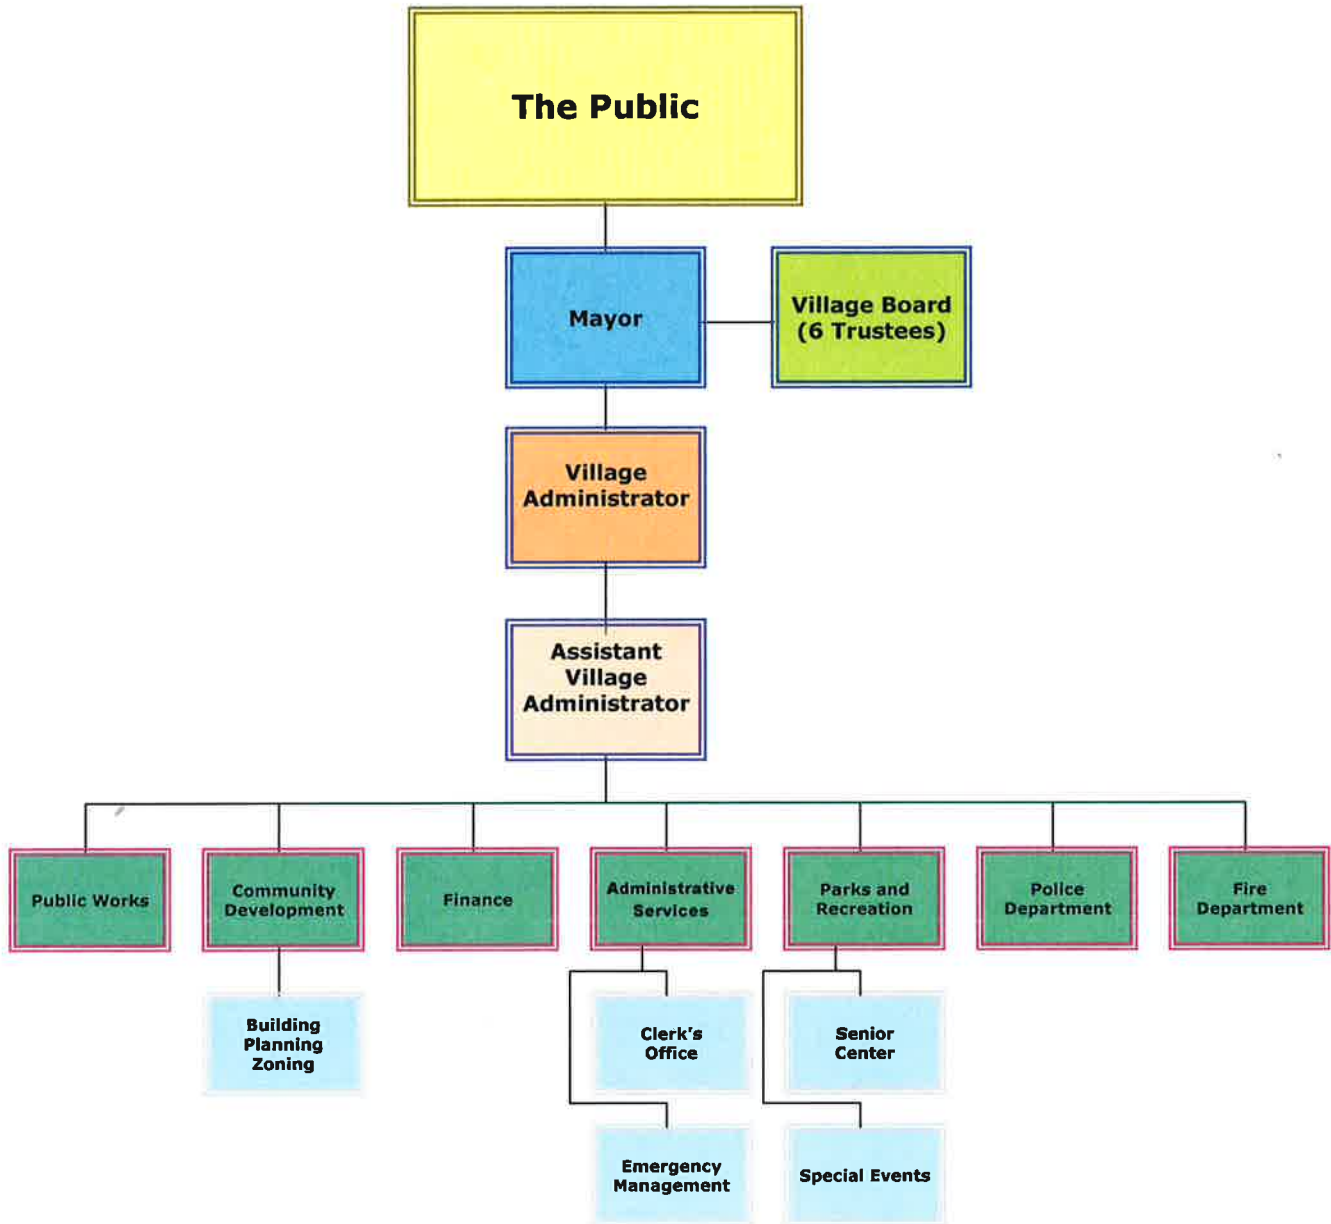 The Public
Mayor
Village Board
(6 Trustees)
Village
Administrator
Assistant
Village
Administrator
Public Works
Community
Development
Finance
Administrative
Services
Parks and
Recreation
Police
Department
Fire
Department
Building
Planning
Zoning
Clerk's
Office
Senior
Center
Emergency
Management
Special Events